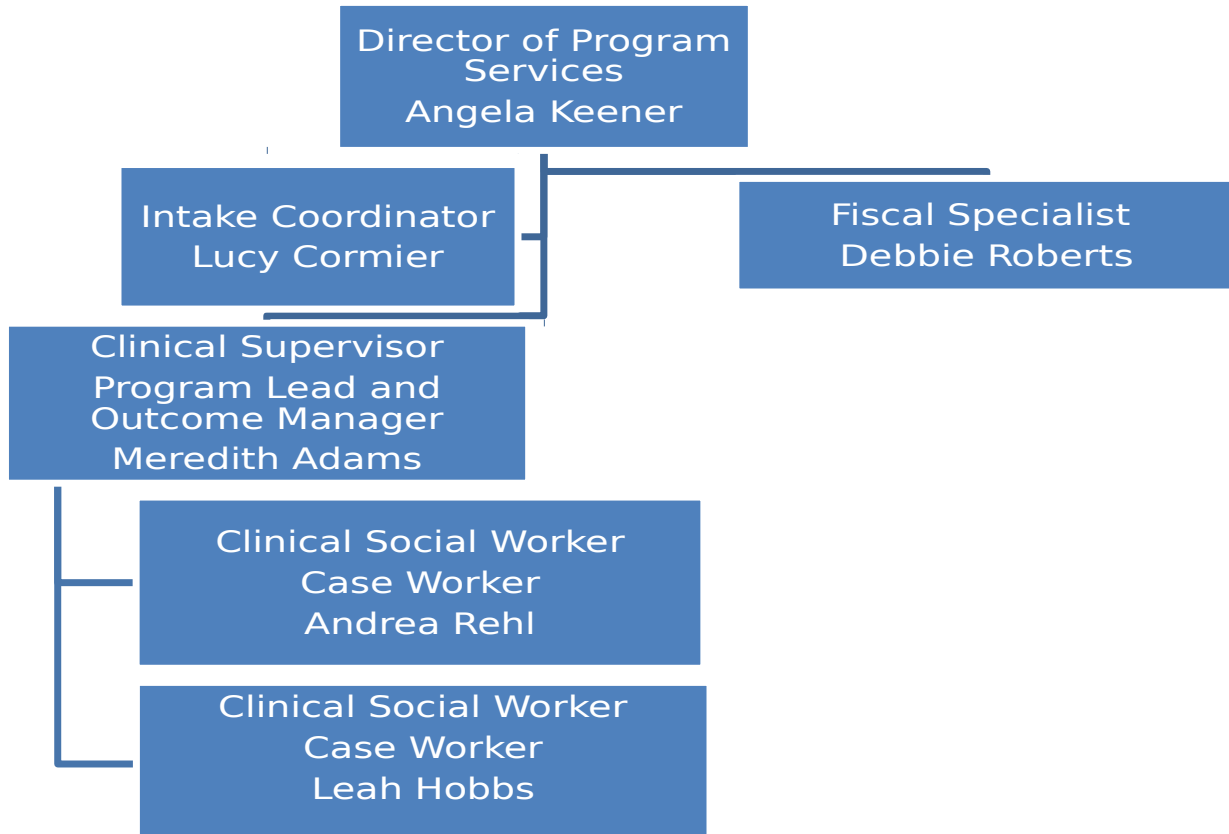 Director of Program
Services
Angela Keener
Intake Coordinator
Lucy Cormier
Fiscal Specialist
Debbie Roberts
Clinical Supervisor
Program Lead and
Outcome Manager
Meredith Adams
Clinical Social Worker
Case Worker
Andrea Rehl
Clinical Social Worker
Case Worker
Leah Hobbs